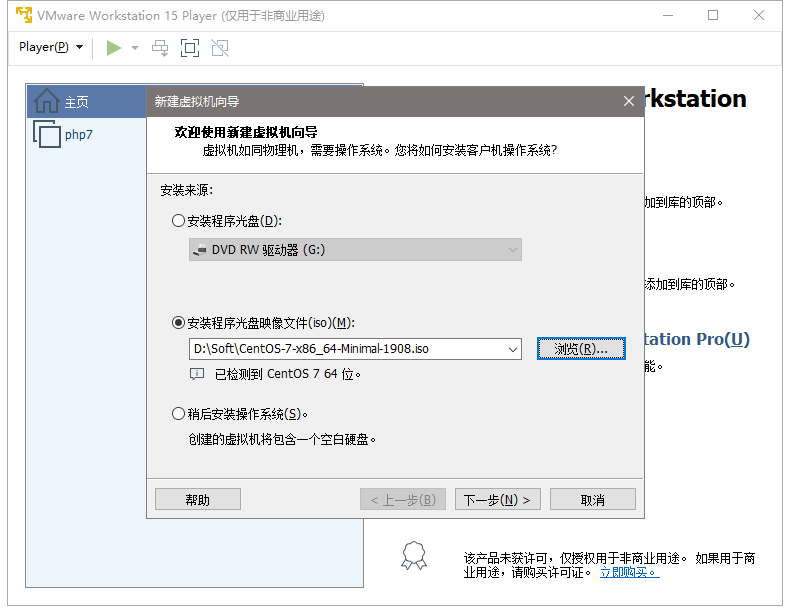 VMware Workstation 15 Player (仅用于非商业用途)
Player(P)
主页
php7
rkstation
加到库的顶部。
添加到库的顶部。
tation Pro(U)
能。
新建虚拟机向导
欢迎使用新建虚拟机向导
虚拟机如同物理机，需要操作系统。您将如何安装客户机操作系统?
安装来源:
安装程序光盘(D):
DVD RW 驱动器 (G:)
安装程序光盘映像文件(iso)(M):
D:\Soft\CentOS-7-x86_64-Minimal-1908.iso
浏览(R)...
已检测到 CentOS 7 64 位。
稍后安装操作系统(S)。
创建的虚拟机将包含一个空白硬盘。
帮助
< 上一步(B)
下一步(N) >
取消
该产品未获许可，仅授权用于非商业用途。 如果用于商
业用途，请购买许可证。 立即购买。